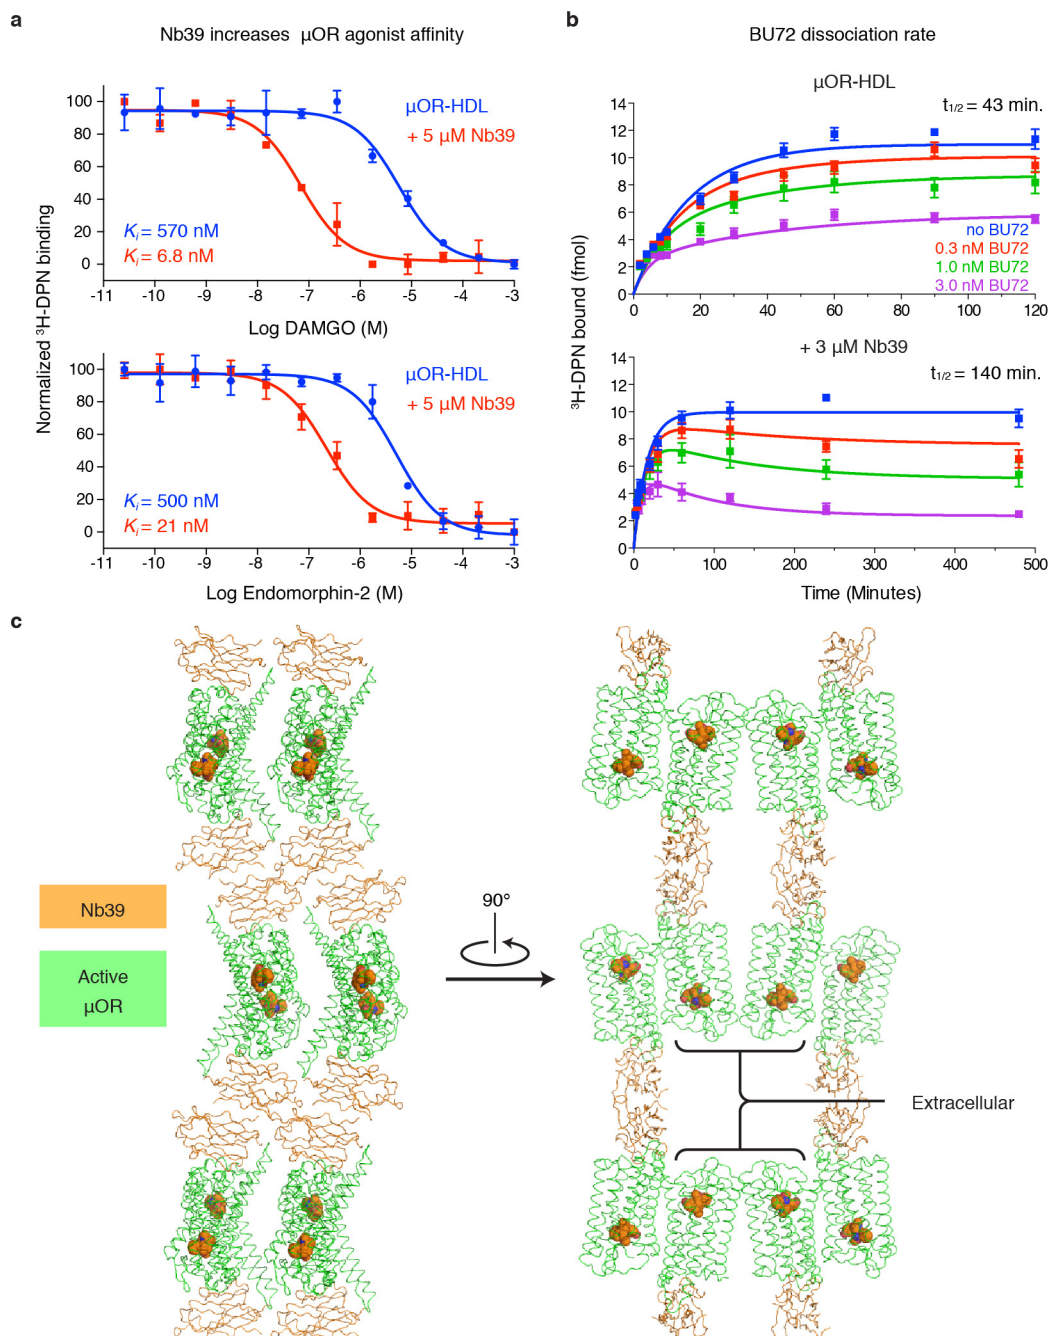 a
Nb39 increases µOR agonist affinity
Normalized ³H-DPN binding
100
80
60
40
20
0
µOR-HDL
+ 5 µM Nb39
Kᵢ = 570 nM
Kᵢ = 6.8 nM
-11 -10 -9 -8 -7 -6 -5 -4 -3
Log DAMGO (M)
100
80
60
40
20
0
µOR-HDL
+ 5 µM Nb39
Kᵢ = 500 nM
Kᵢ = 21 nM
-11 -10 -9 -8 -7 -6 -5 -4 -3
Log Endomorphin-2 (M)
b
BU72 dissociation rate
µOR-HDL
³H-DPN bound (fmol)
14
12
10
8
6
4
2
0
t1/2 = 43 min.
no BU72
0.3 nM BU72
1.0 nM BU72
3.0 nM BU72
0 20 40 60 80 100 120
+ 3 µM Nb39
14
12
10
8
6
4
2
0
t1/2 = 140 min.
0 100 200 300 400 500
Time (Minutes)
c
Nb39
Active
µOR
90°
Extracellular